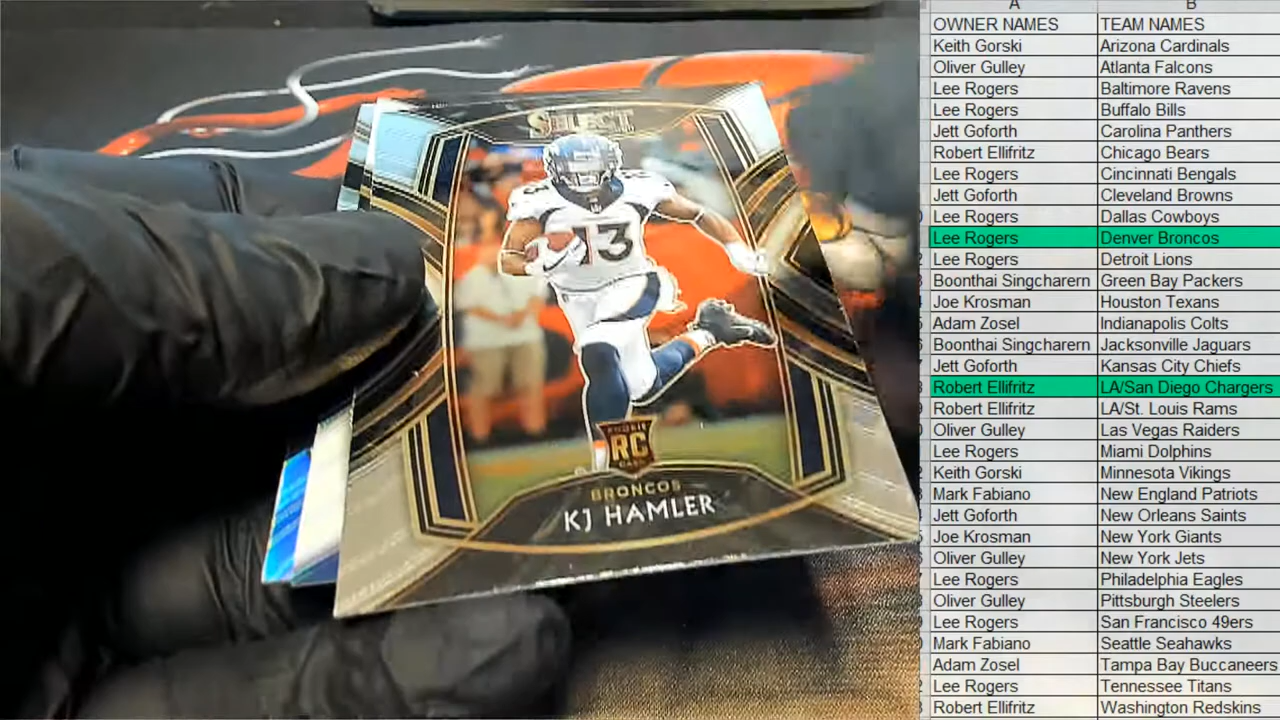 SELECT
13
ROOKIE
RC
BRONCOS
KJ HAMLER
A B
OWNER NAMES TEAM NAMES
Keith Gorski Arizona Cardinals
Oliver Gulley Atlanta Falcons
Lee Rogers Baltimore Ravens
Lee Rogers Buffalo Bills
Jett Goforth Carolina Panthers
Robert Ellifritz Chicago Bears
Lee Rogers Cincinnati Bengals
Jett Goforth Cleveland Browns
Lee Rogers Dallas Cowboys
Lee Rogers Denver Broncos
Lee Rogers Detroit Lions
Boonthai Singcharern Green Bay Packers
Joe Krosman Houston Texans
Adam Zosel Indianapolis Colts
Boonthai Singcharern Jacksonville Jaguars
Jett Goforth Kansas City Chiefs
Robert Ellifritz LA/San Diego Chargers
Robert Ellifritz LA/St. Louis Rams
Oliver Gulley Las Vegas Raiders
Lee Rogers Miami Dolphins
Keith Gorski Minnesota Vikings
Mark Fabiano New England Patriots
Jett Goforth New Orleans Saints
Joe Krosman New York Giants
Oliver Gulley New York Jets
Lee Rogers Philadelphia Eagles
Oliver Gulley Pittsburgh Steelers
Lee Rogers San Francisco 49ers
Mark Fabiano Seattle Seahawks
Adam Zosel Tampa Bay Buccaneers
Lee Rogers Tennessee Titans
Robert Ellifritz Washington Redskins